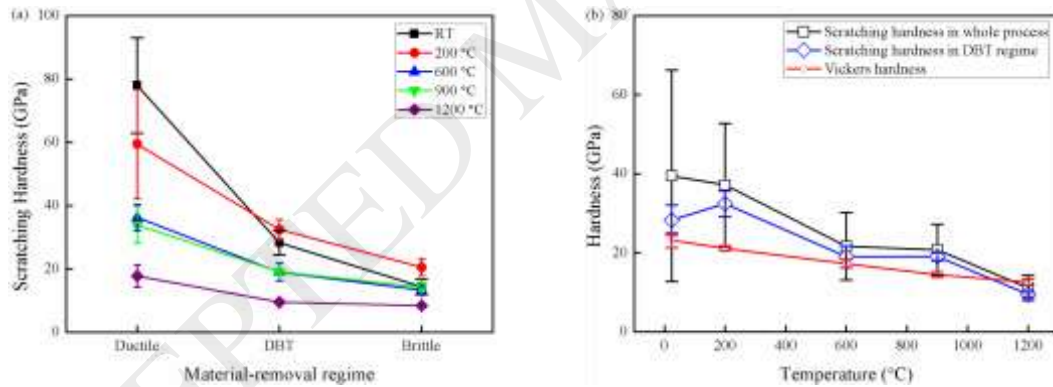 (a)
100
80
60
40
20
0
Scratching Hardness (GPa)
RT
200 °C
600 °C
900 °C
1200 °C
Ductile DBT Brittle
Material-removal regime
(b)
80
60
40
20
0
Hardness (GPa)
Scratching hardness in whole process
Scratching hardness in DBT regime
Vickers hardness
0 200 400 600 800 1000 1200
Temperature (°C)
EPTED MA